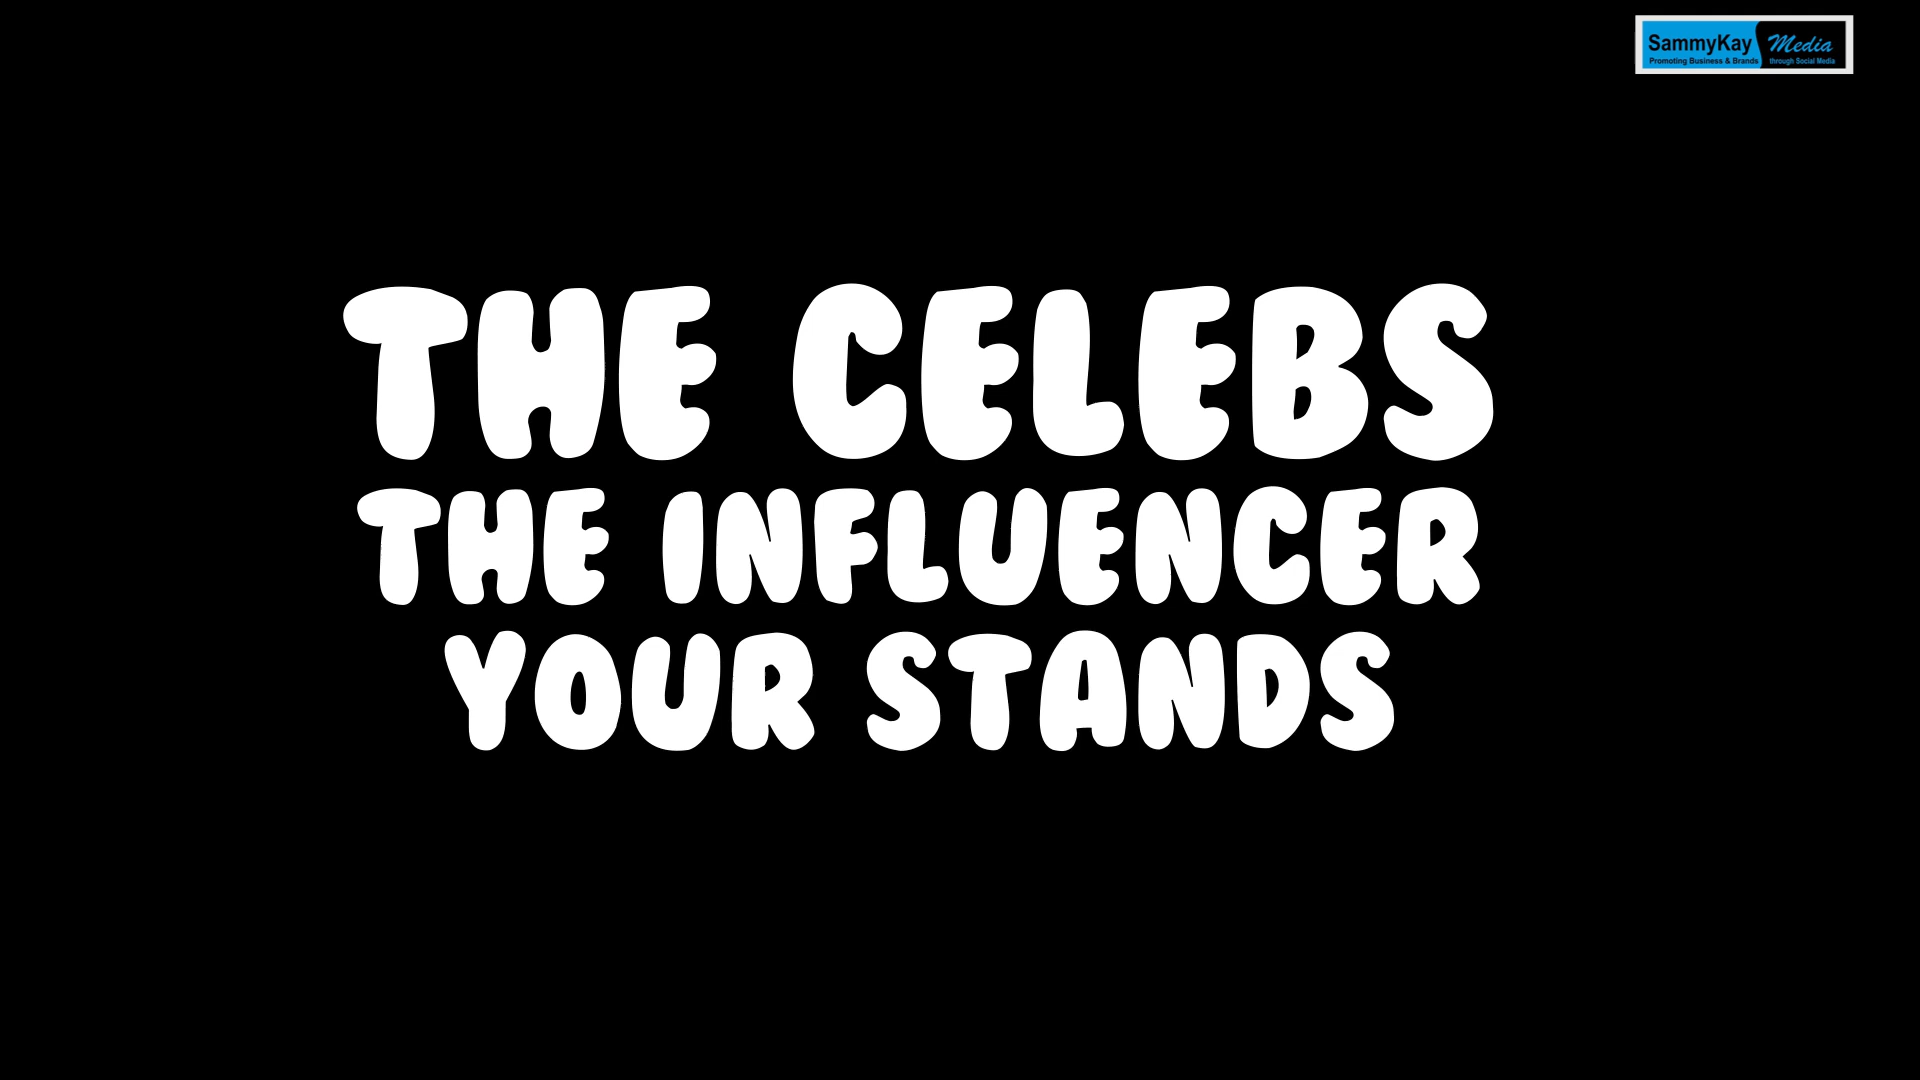 SammyKay Media
Promoting Business & Brands through Social Media
THE CELEBS
THE INFLUENCER
YOUR STANDS